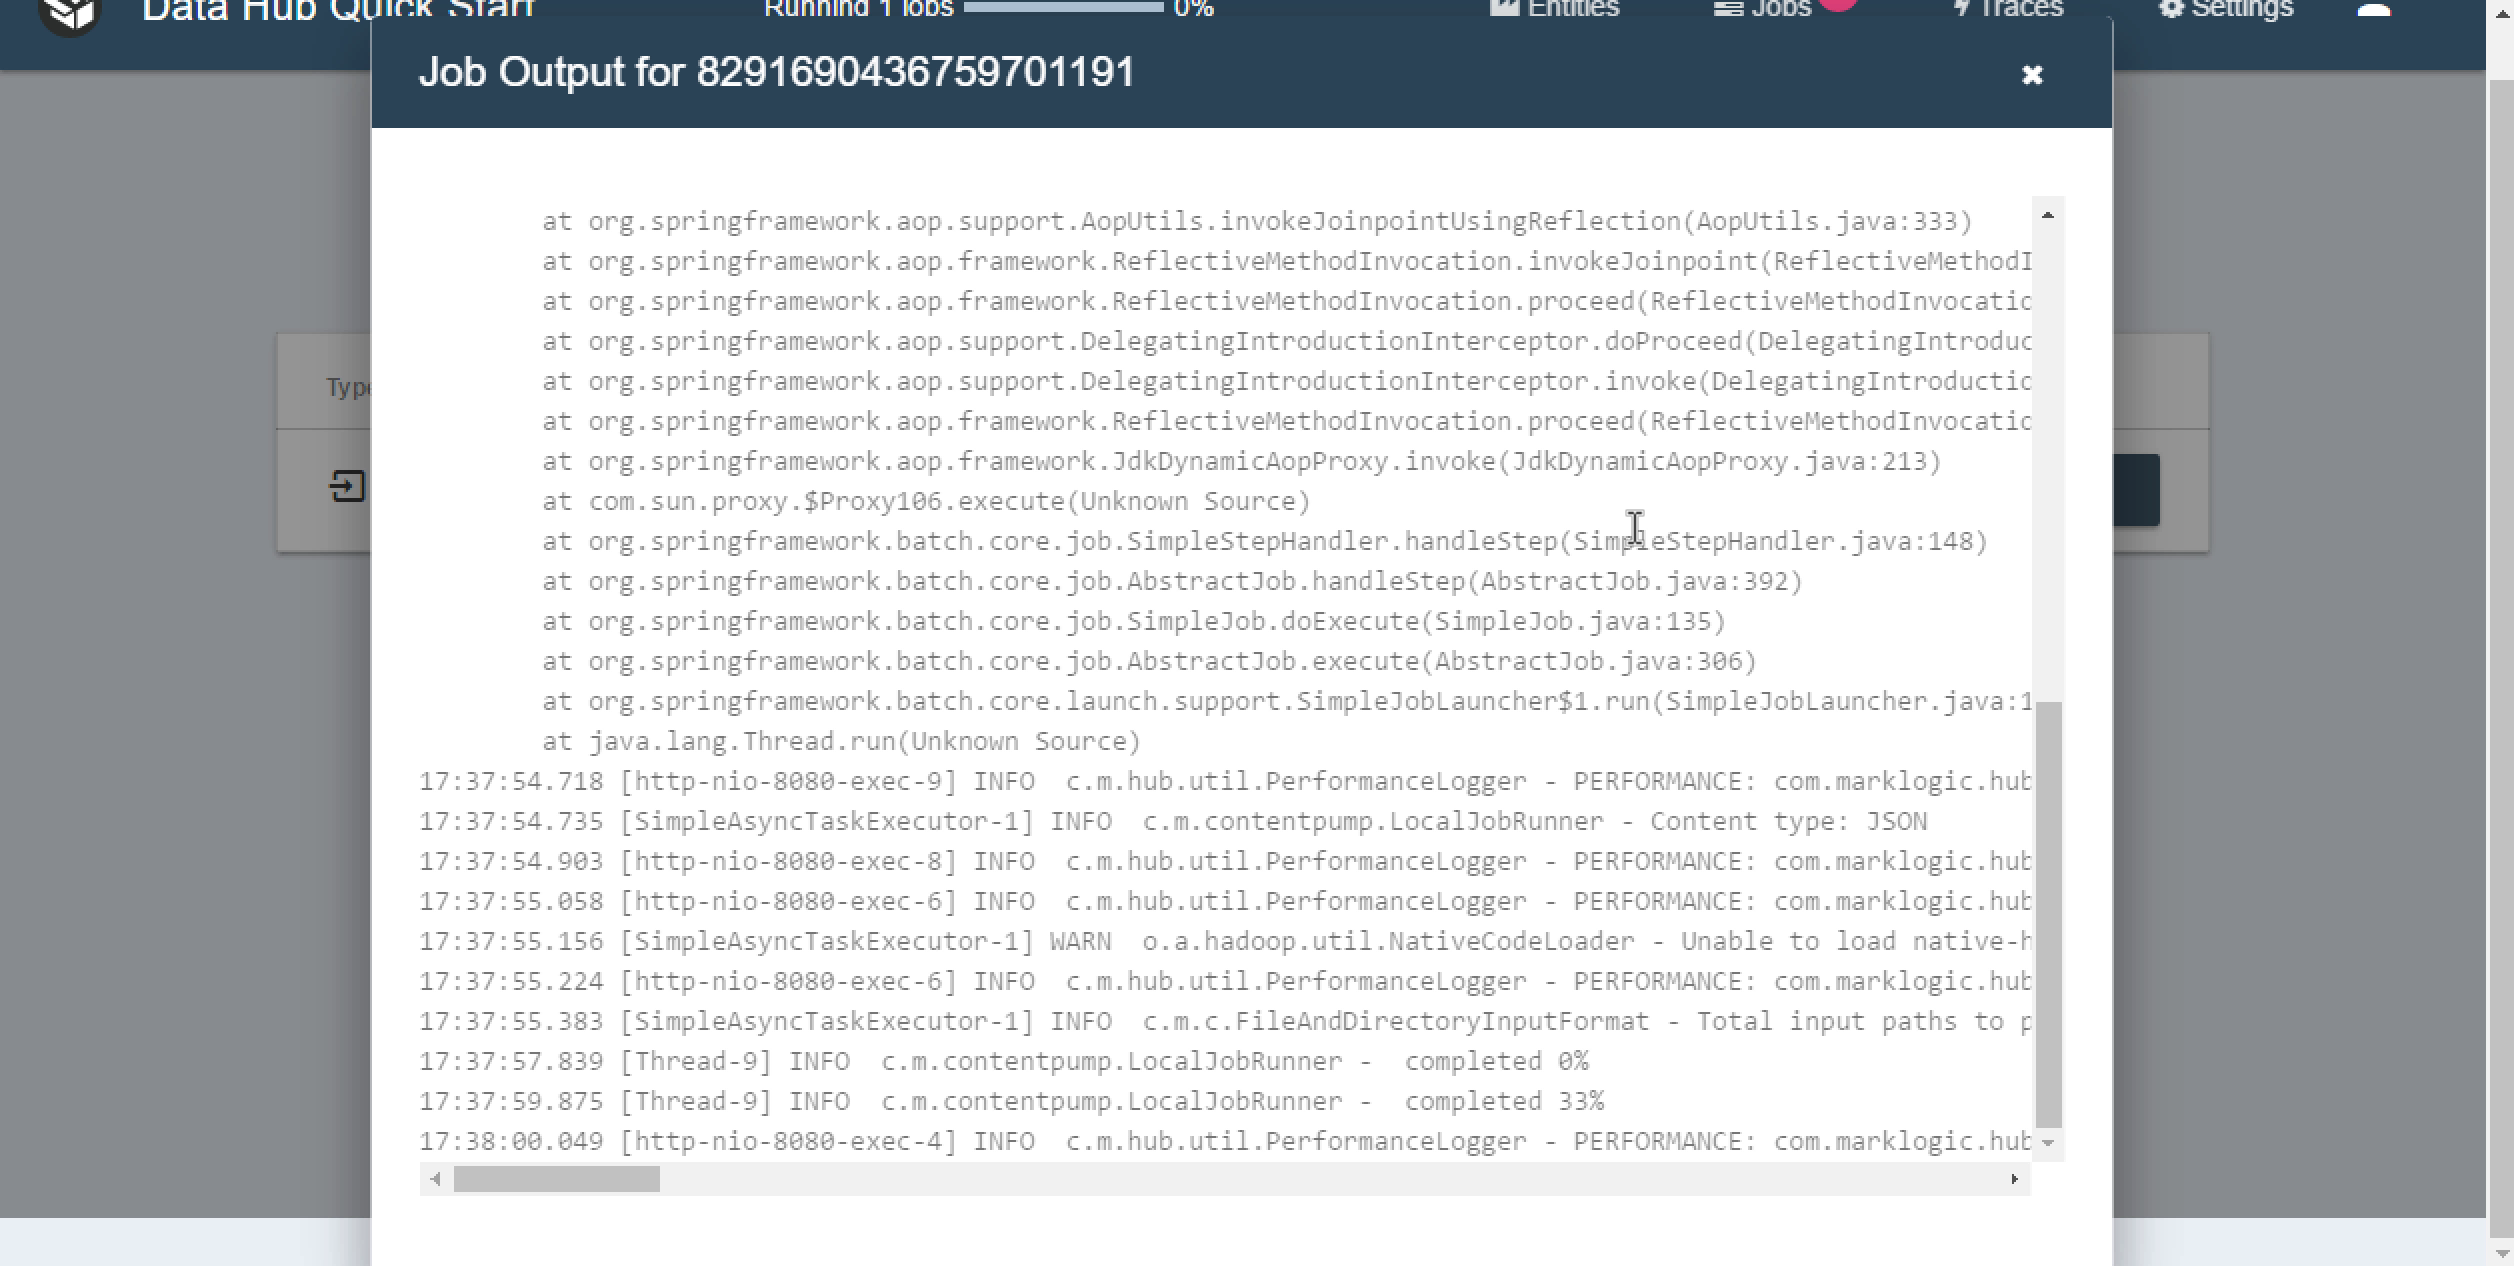 Data Hub Quick Start
Running 1 jobs 0% Entities Jobs Traces Settings
Job Output for 8291690436759701191
Type
at org.springframework.aop.support.AopUtils.invokeJoinpointUsingReflection(AopUtils.java:333)
at org.springframework.aop.framework.ReflectiveMethodInvocation.invokeJoinpoint(ReflectiveMethodI
at org.springframework.aop.framework.ReflectiveMethodInvocation.proceed(ReflectiveMethodInvocatio
at org.springframework.aop.support.DelegatingIntroductionInterceptor.doProceed(DelegatingIntroduc
at org.springframework.aop.support.DelegatingIntroductionInterceptor.invoke(DelegatingIntroductio
at org.springframework.aop.framework.ReflectiveMethodInvocation.proceed(ReflectiveMethodInvocatio
at org.springframework.aop.framework.JdkDynamicAopProxy.invoke(JdkDynamicAopProxy.java:213)
at com.sun.proxy.$Proxy106.execute(Unknown Source)
at org.springframework.batch.core.job.SimpleStepHandler.handleStep(SimpleStepHandler.java:148)
at org.springframework.batch.core.job.AbstractJob.handleStep(AbstractJob.java:392)
at org.springframework.batch.core.job.SimpleJob.doExecute(SimpleJob.java:135)
at org.springframework.batch.core.job.AbstractJob.execute(AbstractJob.java:306)
at org.springframework.batch.core.launch.support.SimpleJobLauncher$1.run(SimpleJobLauncher.java:1
at java.lang.Thread.run(Unknown Source)
17:37:54.718 [http-nio-8080-exec-9] INFO  c.m.hub.util.PerformanceLogger - PERFORMANCE: com.marklogic.hub
17:37:54.735 [SimpleAsyncTaskExecutor-1] INFO  c.m.contentpump.LocalJobRunner - Content type: JSON
17:37:54.903 [http-nio-8080-exec-8] INFO  c.m.hub.util.PerformanceLogger - PERFORMANCE: com.marklogic.hub
17:37:55.058 [http-nio-8080-exec-6] INFO  c.m.hub.util.PerformanceLogger - PERFORMANCE: com.marklogic.hub
17:37:55.156 [SimpleAsyncTaskExecutor-1] WARN  o.a.hadoop.util.NativeCodeLoader - Unable to load native-h
17:37:55.224 [http-nio-8080-exec-6] INFO  c.m.hub.util.PerformanceLogger - PERFORMANCE: com.marklogic.hub
17:37:55.383 [SimpleAsyncTaskExecutor-1] INFO  c.m.c.FileAndDirectoryInputFormat - Total input paths to p
17:37:57.839 [Thread-9] INFO  c.m.contentpump.LocalJobRunner -  completed 0%
17:37:59.875 [Thread-9] INFO  c.m.contentpump.LocalJobRunner -  completed 33%
17:38:00.049 [http-nio-8080-exec-4] INFO  c.m.hub.util.PerformanceLogger - PERFORMANCE: com.marklogic.hub